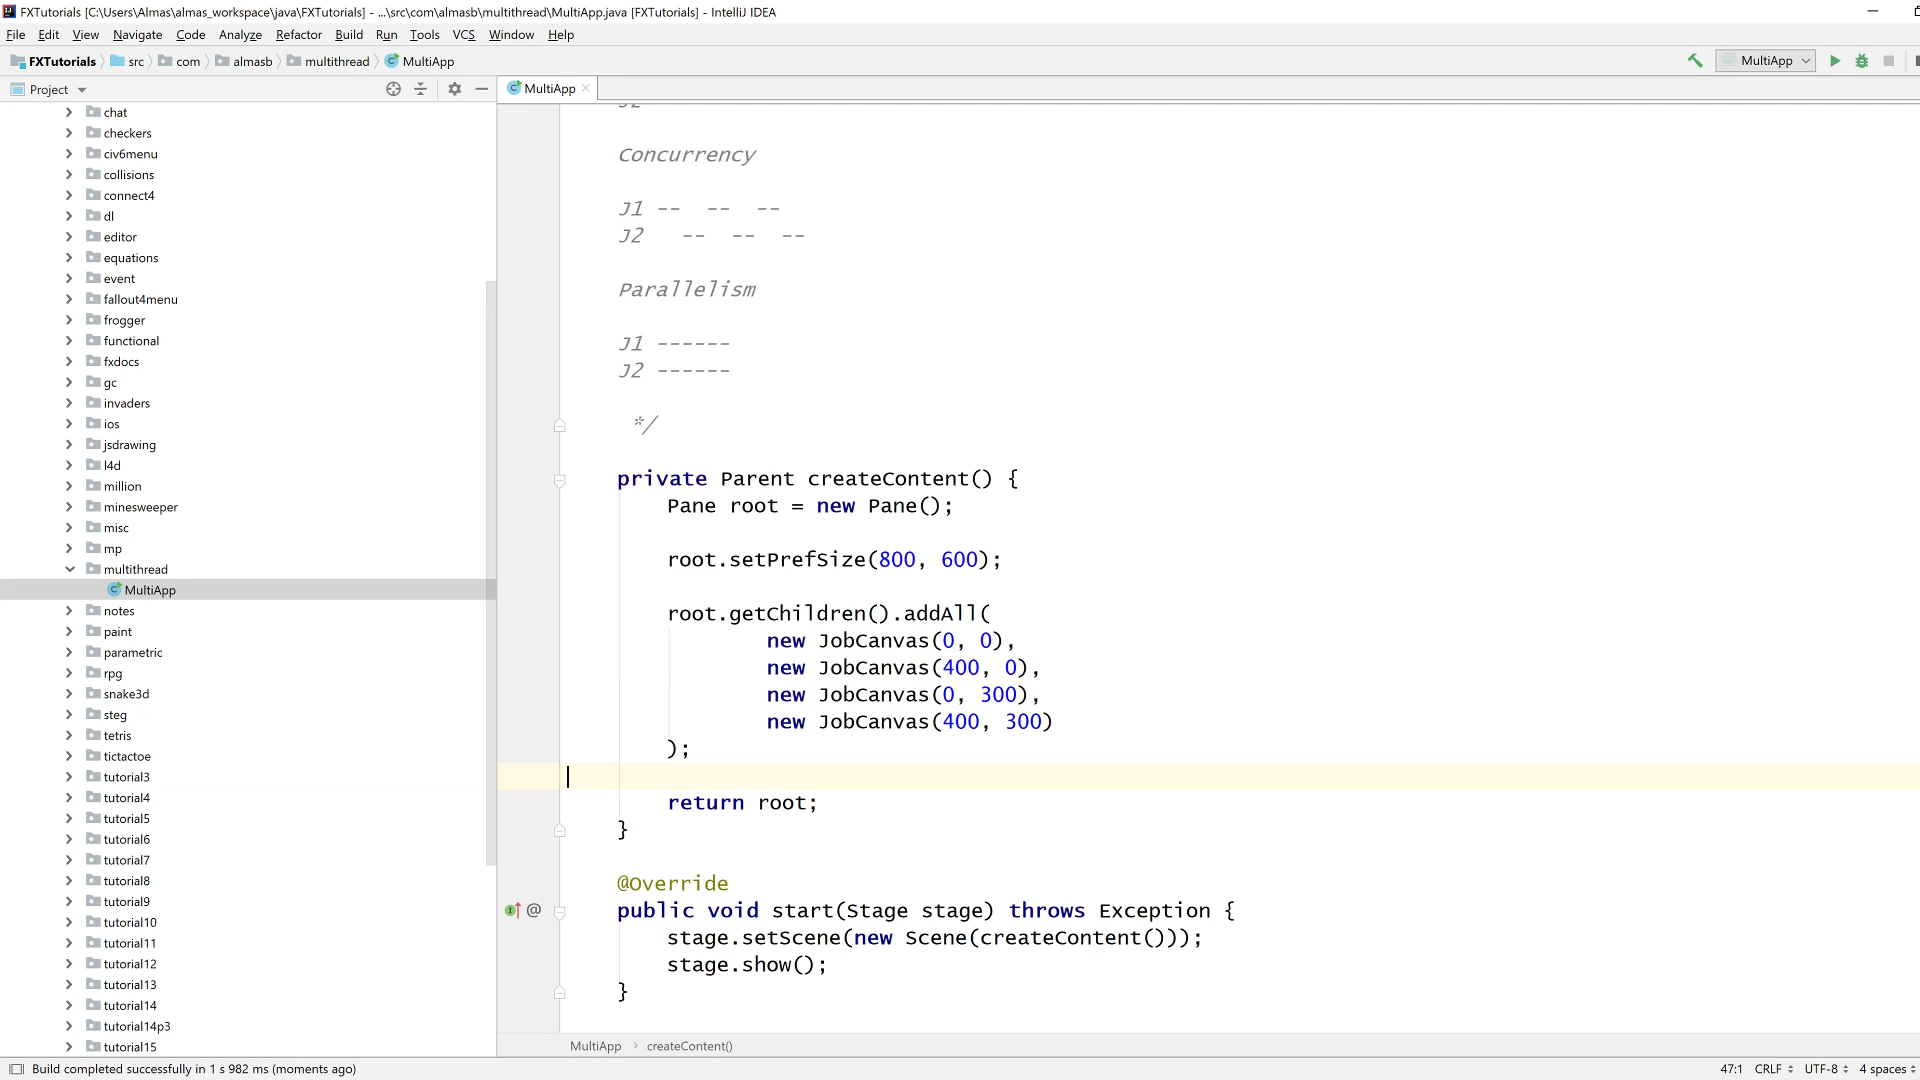 FXTutorials [C:\Users\Almas\almas_workspace\java\FXTutorials] - ...\src\com\almasb\multithread\MultiApp.java [FXTutorials] - IntelliJ IDEA
File Edit View Navigate Code Analyze Refactor Build Run Tools VCS Window Help
FXTutorials src com almasb multithread MultiApp
MultiApp
Project
MultiApp
chat
checkers
civ6menu
collisions
connect4
dl
editor
equations
event
fallout4menu
frogger
functional
fxdocs
gc
invaders
ios
jsdrawing
l4d
million
minesweeper
misc
mp
multithread
MultiApp
notes
paint
parametric
rpg
snake3d
steg
tetris
tictactoe
tutorial3
tutorial4
tutorial5
tutorial6
tutorial7
tutorial8
tutorial9
tutorial10
tutorial11
tutorial12
tutorial13
tutorial14
tutorial14p3
tutorial15
Concurrency
J1 --  --  --
J2   --  --  --
Parallelism
J1 ------
J2 ------
*/
private Parent createContent() {
Pane root = new Pane();
root.setPrefSize(800, 600);
root.getChildren().addAll(
new JobCanvas(0, 0),
new JobCanvas(400, 0),
new JobCanvas(0, 300),
new JobCanvas(400, 300)
);
return root;
}
@Override
public void start(Stage stage) throws Exception {
stage.setScene(new Scene(createContent()));
stage.show();
}
MultiApp › createContent()
Build completed successfully in 1 s 982 ms (moments ago)
47:1 CRLF UTF-8 4 spaces